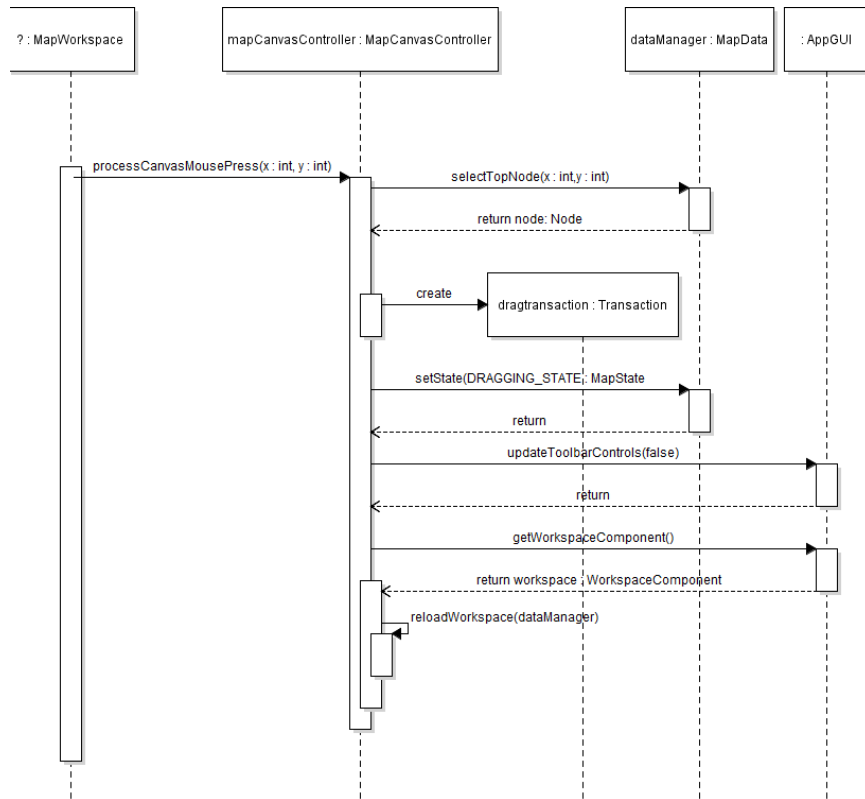 ? : MapWorkspace
mapCanvasController : MapCanvasController
dataManager : MapData
: AppGUI
processCanvasMousePress(x : int, y : int)
selectTopNode(x : int,y : int)
return node: Node
create
dragtransaction : Transaction
setState(DRAGGING_STATE : MapState
return
updateToolbarControls(false)
return
getWorkspaceComponent()
return workspace : WorkspaceComponent
reloadWorkspace(dataManager)